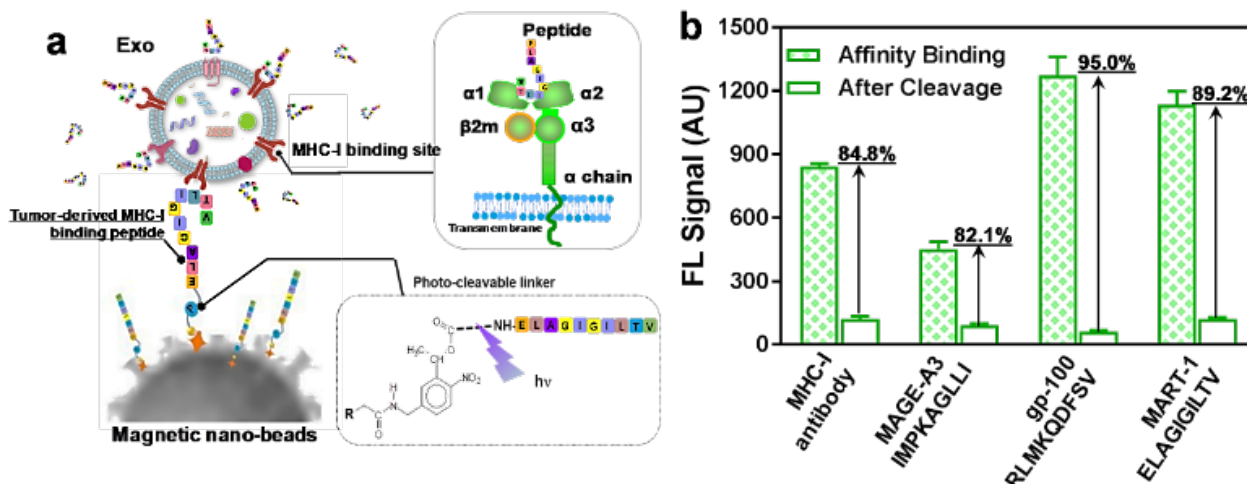 a
Exo
MHC-I binding site
Tumor-derived MHC-I
binding peptide
I L T
G V
I
G
A
L
E
Magnetic nano-beads
Peptide
α1
α2
β2m
α3
α chain
Transmembrane
Photo-cleavable linker
O
C
NH-E L A G I G I L T V
O
H₃C
CH
NO₂
hν
H
N
R
O
b
FL Signal (AU)
1500
1200
900
600
300
0
Affinity Binding
After Cleavage
84.8%
82.1%
95.0%
89.2%
MHC-I
antibody
MAGE-A3
IMPKAGLLI
gp-100
RLMKQDFSV
MART-1
ELAGIGILTV